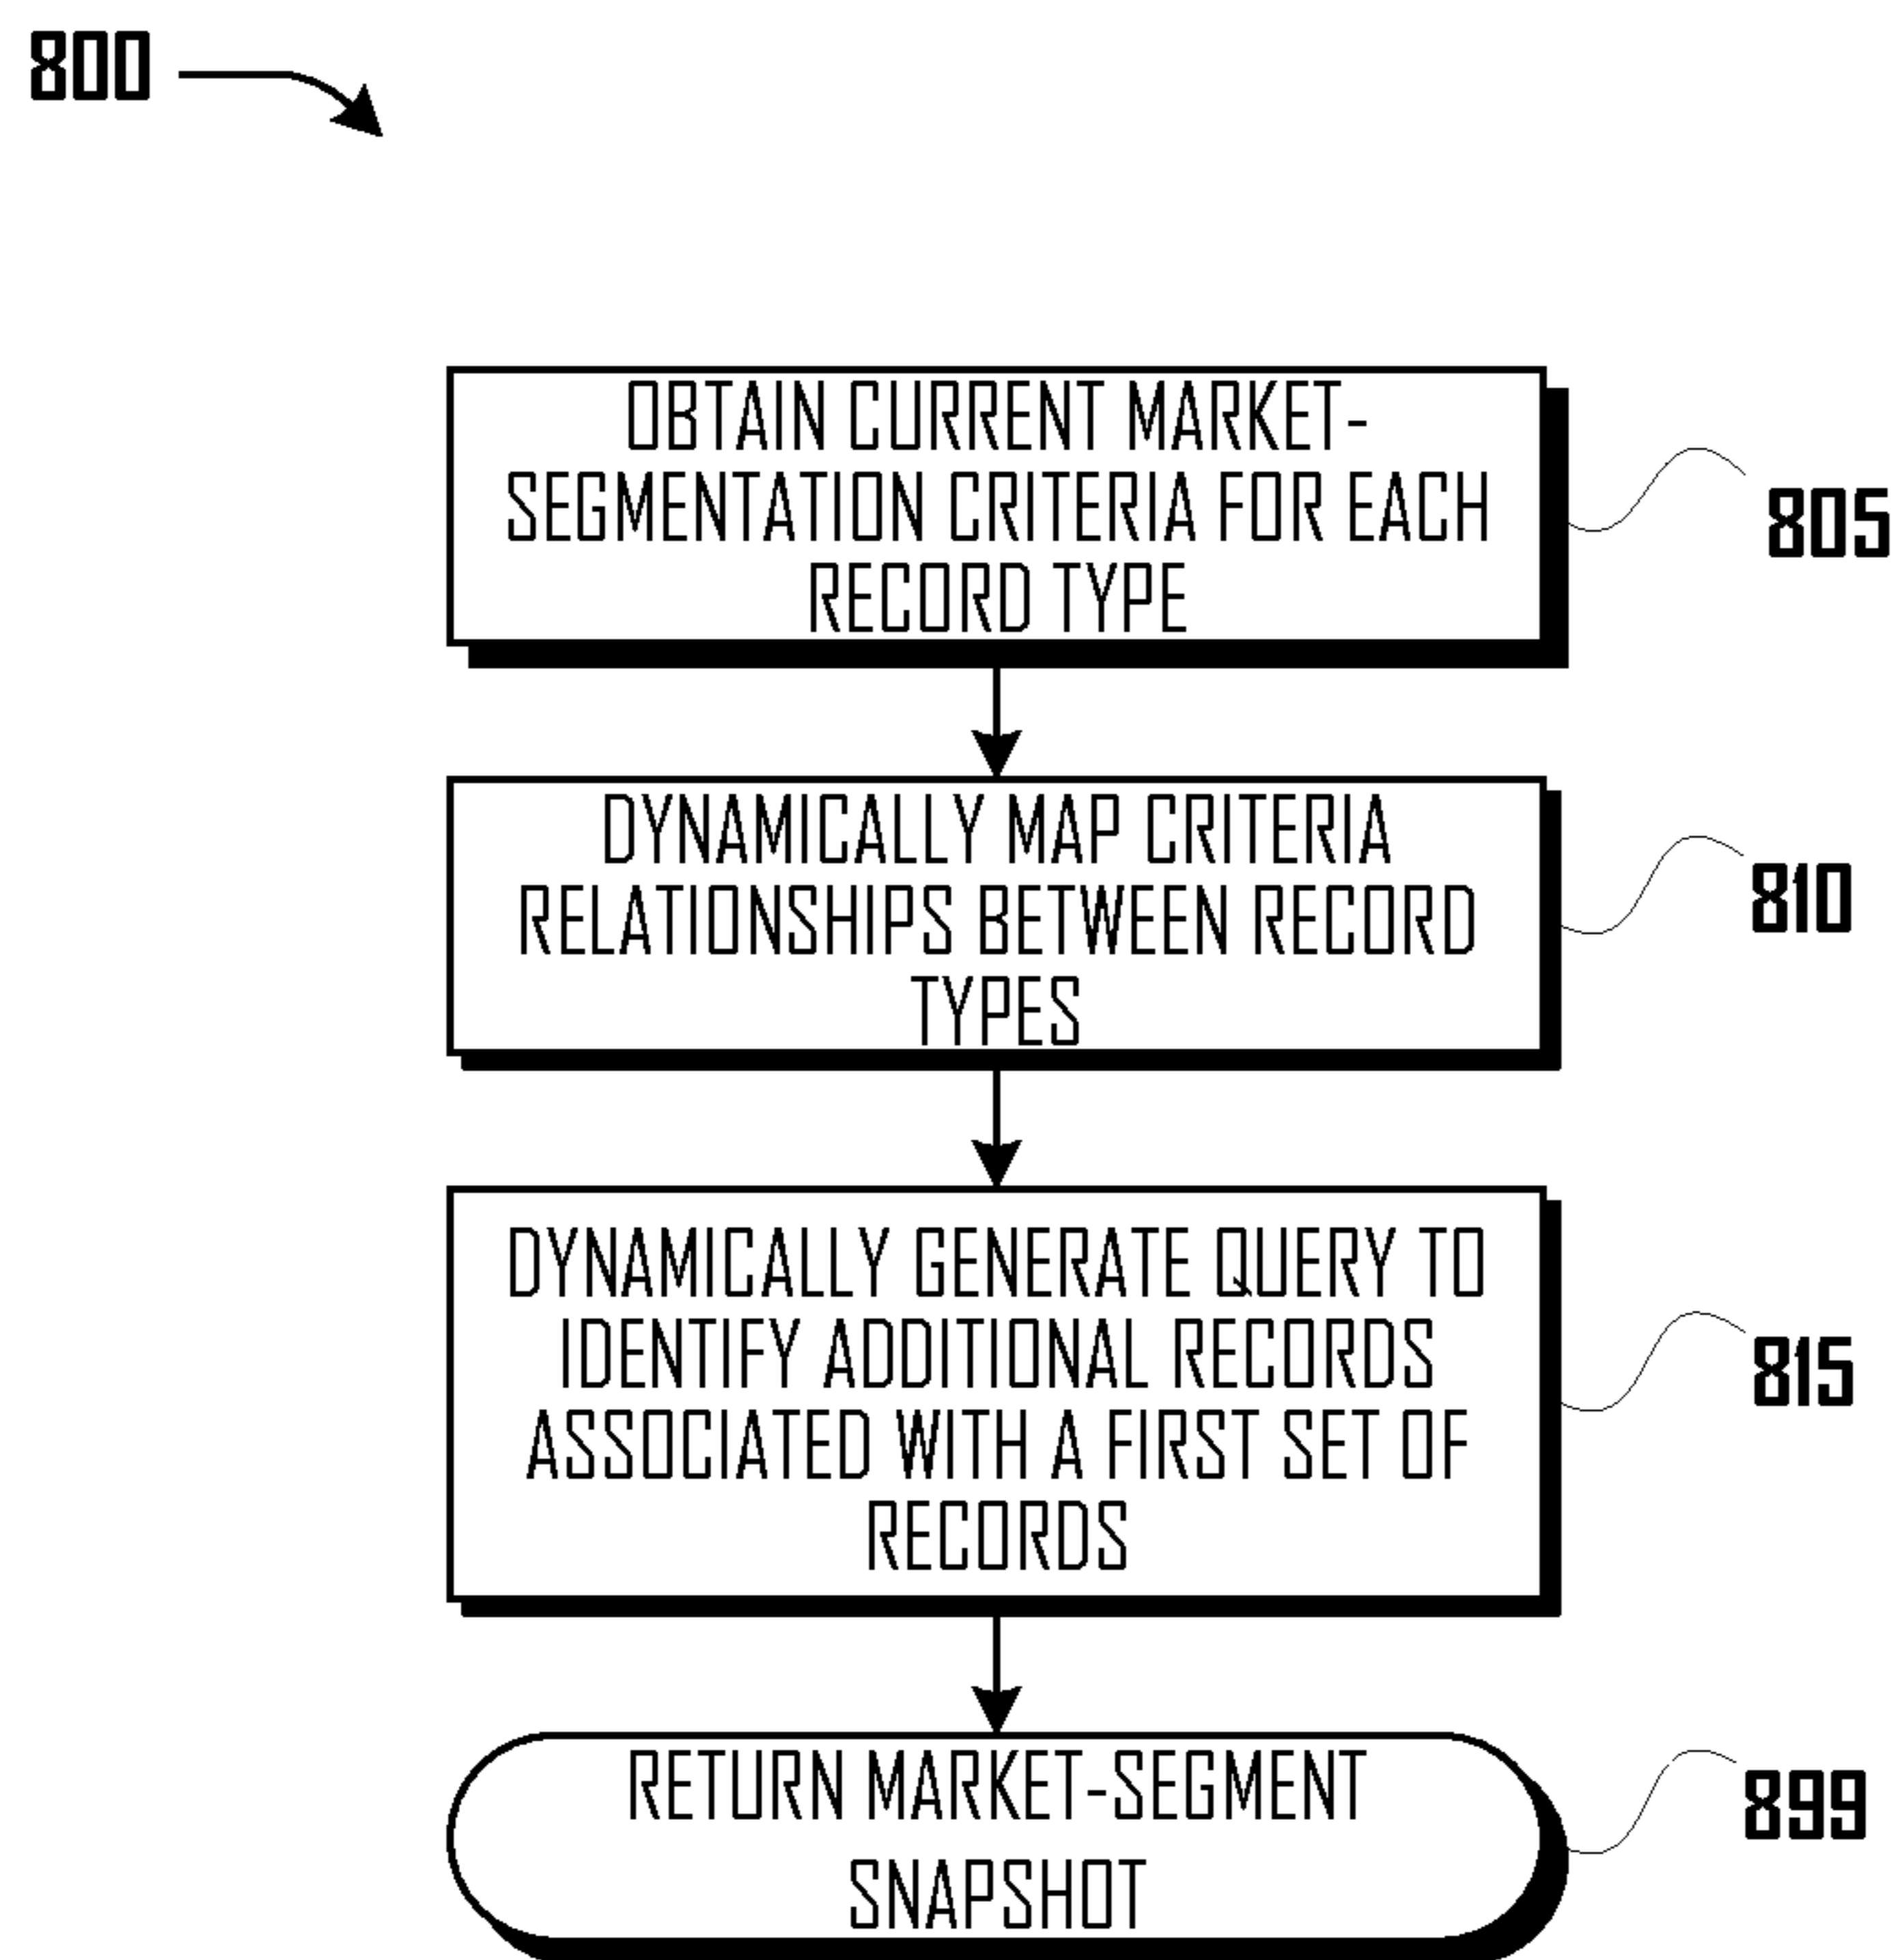 800
OBTAIN CURRENT MARKET-
SEGMENTATION CRITERIA FOR EACH
RECORD TYPE
805
DYNAMICALLY MAP CRITERIA
RELATIONSHIPS BETWEEN RECORD
TYPES
810
DYNAMICALLY GENERATE QUERY TO
IDENTIFY ADDITIONAL RECORDS
ASSOCIATED WITH A FIRST SET OF
RECORDS
815
RETURN MARKET-SEGMENT
SNAPSHOT
899